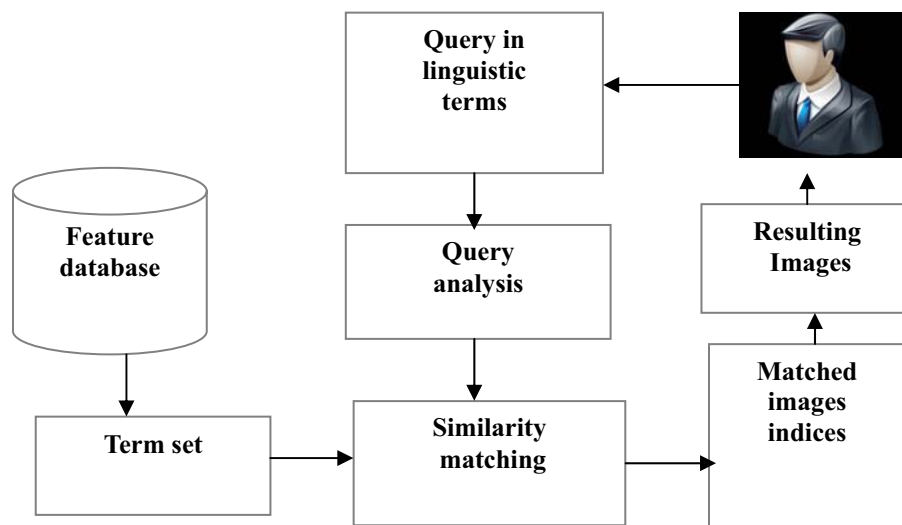 Query in
linguistic
terms
Feature
database
Query
analysis
Resulting
Images
Term set
Similarity
matching
Matched
images
indices